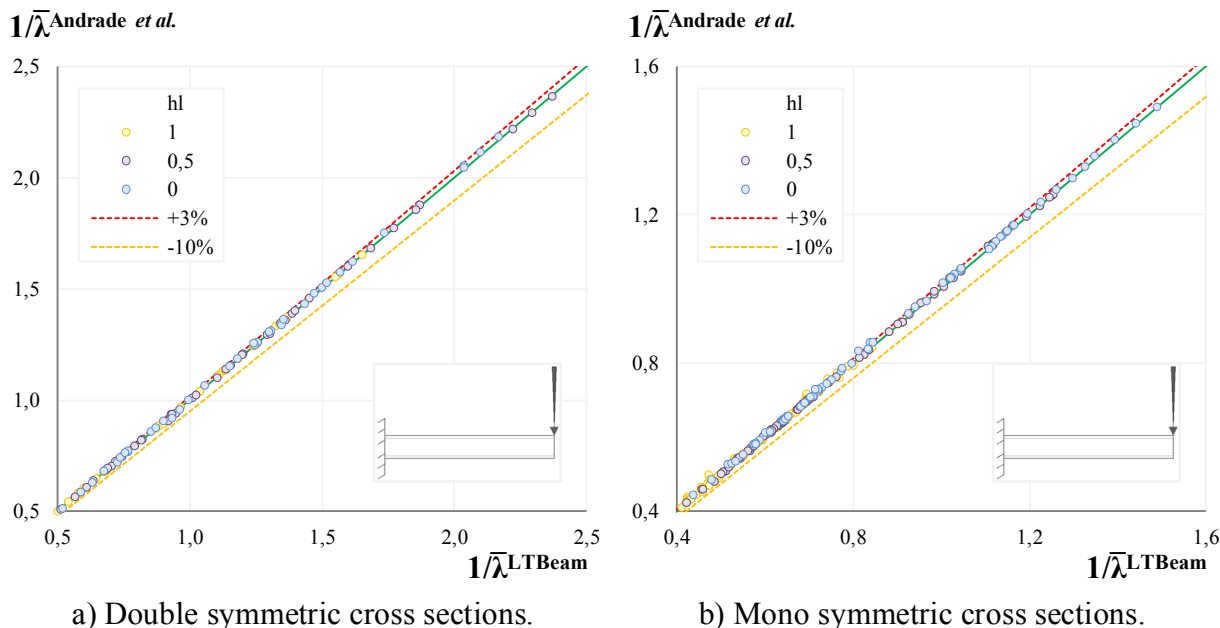 1/λ̅ Andrade et al.
2,5
2,0
1,5
1,0
0,5
hl
1
0,5
0
+3%
-10%
0,5 1,0 1,5 2,0 2,5
1/λ̅ LTBeam
a) Double symmetric cross sections.
1/λ̅ Andrade et al.
1,6
1,2
0,8
0,4
hl
1
0,5
0
+3%
-10%
0,4 0,8 1,2 1,6
1/λ̅ LTBeam
b) Mono symmetric cross sections.